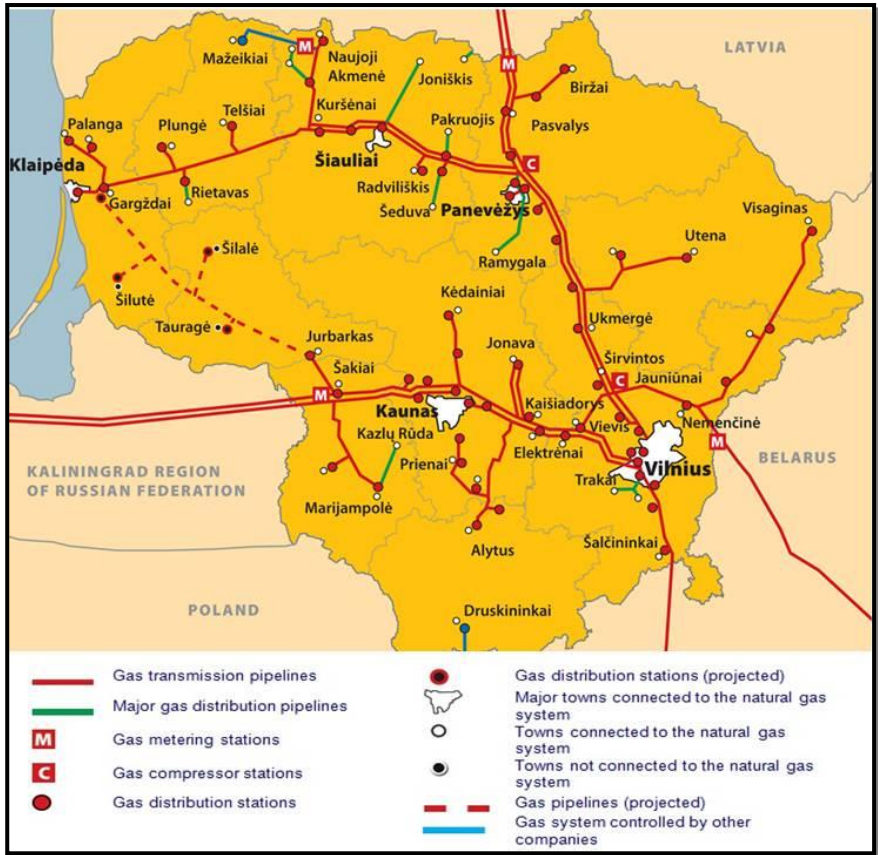 LATVIA
M
Mažeikiai
Naujoji
Akmenė
M
Joniškis
Biržai
Palanga
Plungė
Telšiai
Kuršėnai
Pakruojis
Pasvalys
Klaipėda
Šiauliai
C
Gargždai
Rietavas
Radviliškis
Šeduva
Panevėžys
Visaginas
Utena
Ramygala
Šilalė
Šilutė
Tauragė
Kėdainiai
Ukmergė
Jurbarkas
Jonava
Širvintos
Šakiai
M
C
Jauniūnai
Kaunas
Kaišiadorys
Vievis
Nemenčinė
M
Kazlų Rūda
Prienai
Elektrėnai
Vilnius
BELARUS
KALININGRAD REGION
OF RUSSIAN FEDERATION
Trakai
Marijampolė
Alytus
Šalčininkai
POLAND
Druskininkai
Gas transmission pipelines
Major gas distribution pipelines
M Gas metering stations
C Gas compressor stations
Gas distribution stations
Gas distribution stations (projected)
Major towns connected to the natural gas
system
Towns connected to the natural gas
system
Towns not connected to the natural gas
system
Gas pipelines (projected)
Gas system controlled by other
companies